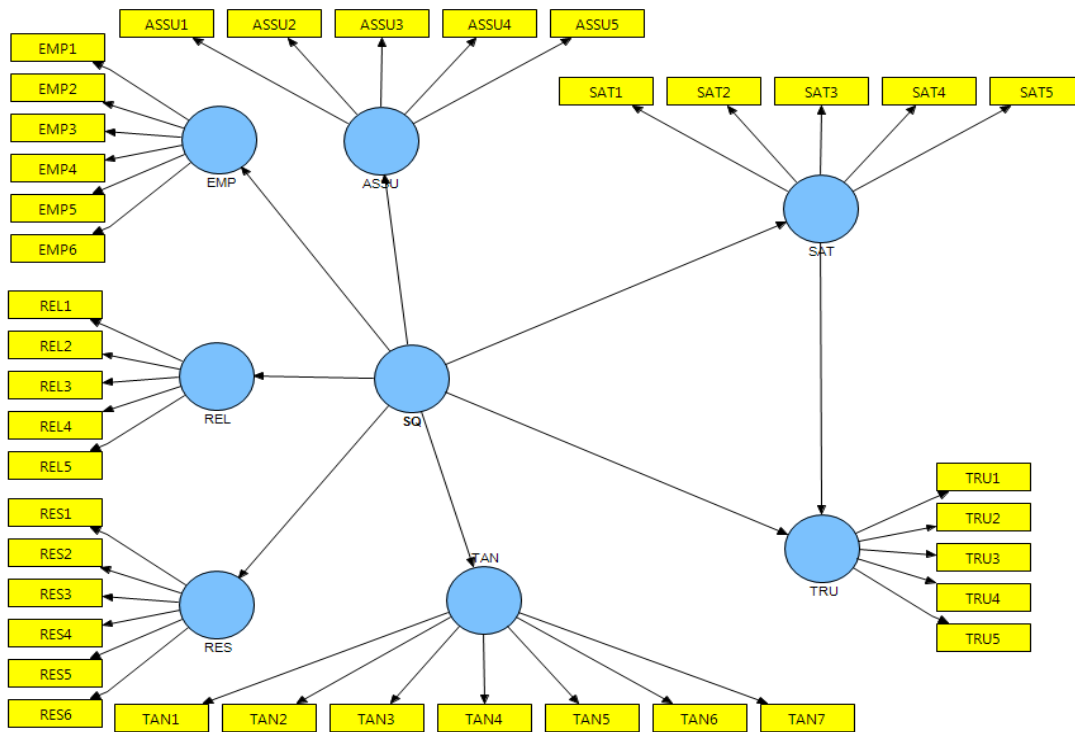 ASSU1
ASSU2
ASSU3
ASSU4
ASSU5
EMP1
EMP2
EMP3
EMP4
EMP5
EMP6
EMP
ASSU
SAT1
SAT2
SAT3
SAT4
SAT5
SAT
REL1
REL2
REL3
REL4
REL5
REL
SQ
RES1
RES2
RES3
RES4
RES5
RES6
RES
TAN
TAN1
TAN2
TAN3
TAN4
TAN5
TAN6
TAN7
TRU1
TRU2
TRU3
TRU4
TRU5
TRU